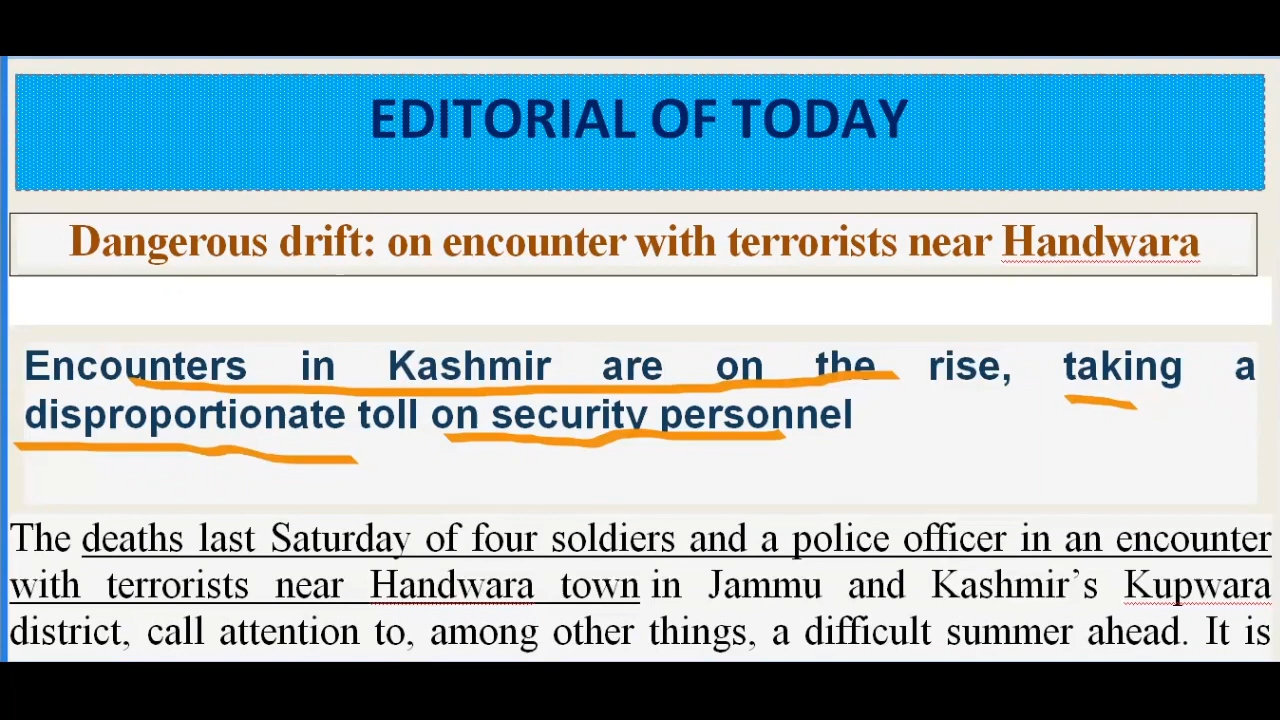 EDITORIAL OF TODAY
Dangerous drift: on encounter with terrorists near Handwara
Encounters in Kashmir are on the rise, taking a
disproportionate toll on security personnel
The deaths last Saturday of four soldiers and a police officer in an encounter
with terrorists near Handwara town in Jammu and Kashmir’s Kupwara
district, call attention to, among other things, a difficult summer ahead. It is